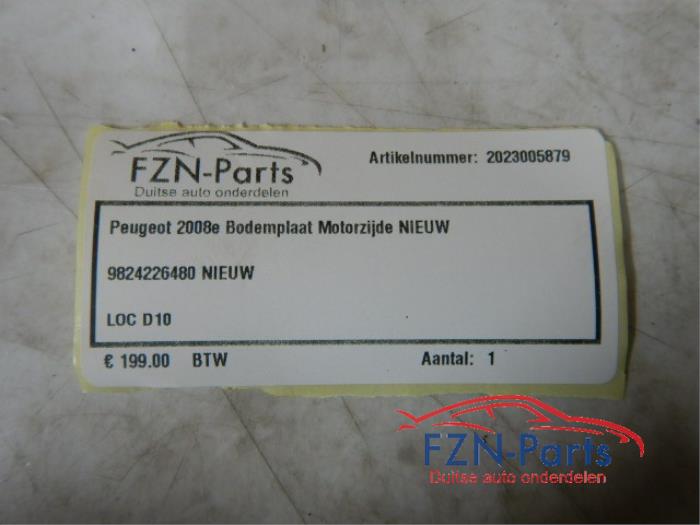 FZN-Parts
Duitse auto onderdelen
Artikelnummer: 2023005879
Peugeot 2008e Bodemplaat Motorzijde NIEUW
9824226480 NIEUW
LOC D10
€ 199.00 BTW Aantal: 1
FZN-Parts
Duitse auto onderdelen